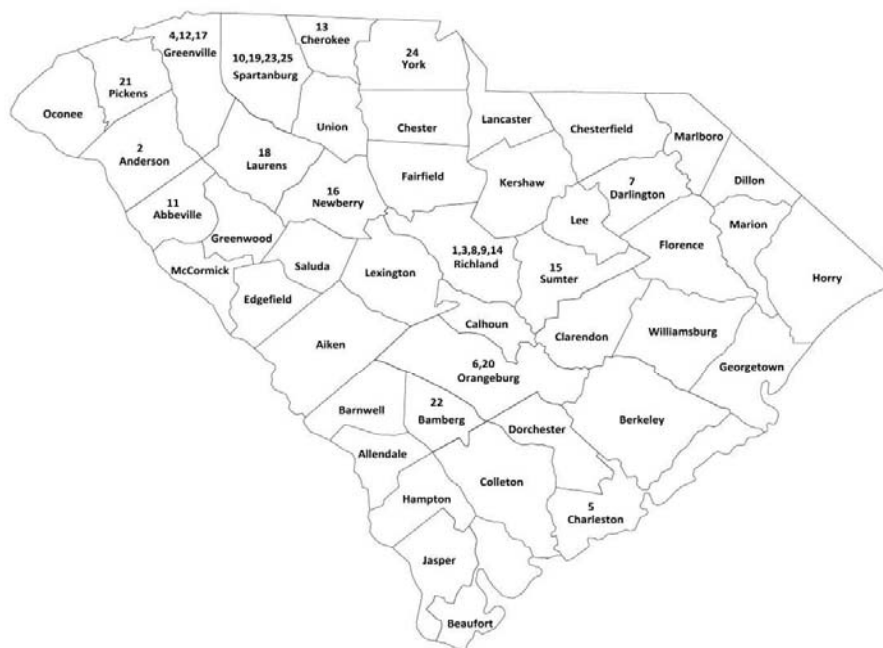 4,12,17
Greenville
10,19,23,25
Spartanburg
13
Cherokee
24
York
21
Pickens
Oconee
Union
Chester
Lancaster
Chesterfield
Marlboro
2
Anderson
18
Laurens
Fairfield
Kershaw
7
Darlington
Dillon
11
Abbeville
16
Newberry
Lee
Marion
Greenwood
1,3,8,9,14
Richland
Florence
McCormick
Saluda
Lexington
15
Sumter
Horry
Edgefield
Calhoun
Clarendon
Williamsburg
Aiken
6,20
Orangeburg
Georgetown
Barnwell
22
Bamberg
Dorchester
Berkeley
Allendale
Colleton
Hampton
5
Charleston
Jasper
Beaufort